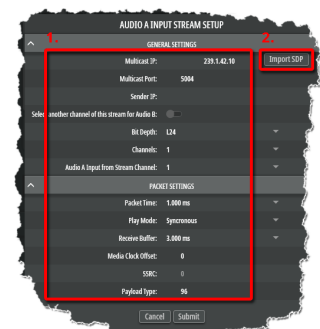 AUDIO A INPUT STREAM SETUP
1.
2.
GENERAL SETTINGS
Multicast IP: 239.1.42.10
Import SDP
Multicast Port: 5004
Sender IP:
Select another channel of this stream for Audio B:
Bit Depth: L24
Channels: 1
Audio A Input from Stream Channel: 1
PACKET SETTINGS
Packet Time: 1.000 ms
Play Mode: Syncronous
Receive Buffer: 3.000 ms
Media Clock Offset: 0
SSRC: 0
Payload Type: 96
Cancel Submit